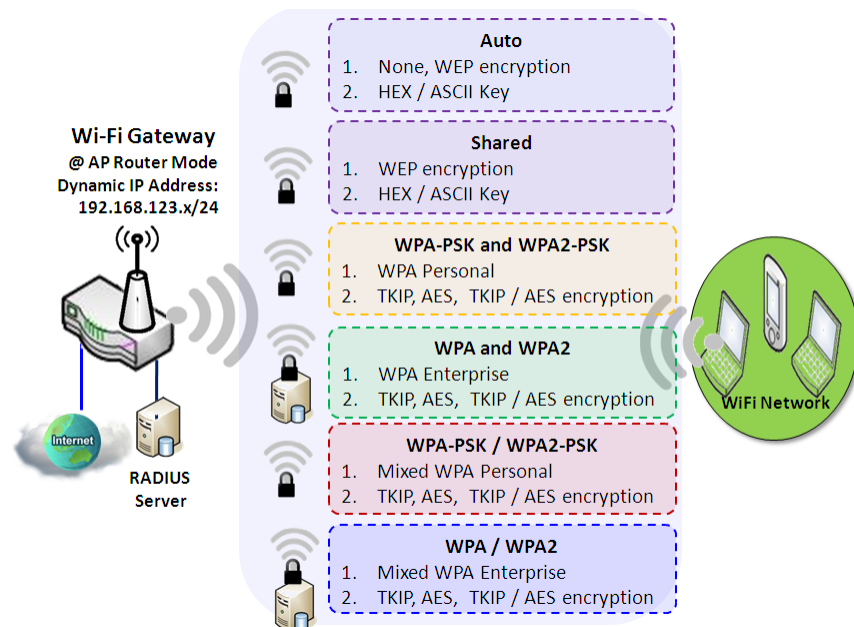 Wi-Fi Gateway
@ AP Router Mode
Dynamic IP Address:
192.168.123.x/24
Internet
RADIUS
Server
Auto
1. None, WEP encryption
2. HEX / ASCII Key
Shared
1. WEP encryption
2. HEX / ASCII Key
WPA-PSK and WPA2-PSK
1. WPA Personal
2. TKIP, AES, TKIP / AES encryption
WPA and WPA2
1. WPA Enterprise
2. TKIP, AES, TKIP / AES encryption
WPA-PSK / WPA2-PSK
1. Mixed WPA Personal
2. TKIP, AES, TKIP / AES encryption
WPA / WPA2
1. Mixed WPA Enterprise
2. TKIP, AES, TKIP / AES encryption
WiFi Network